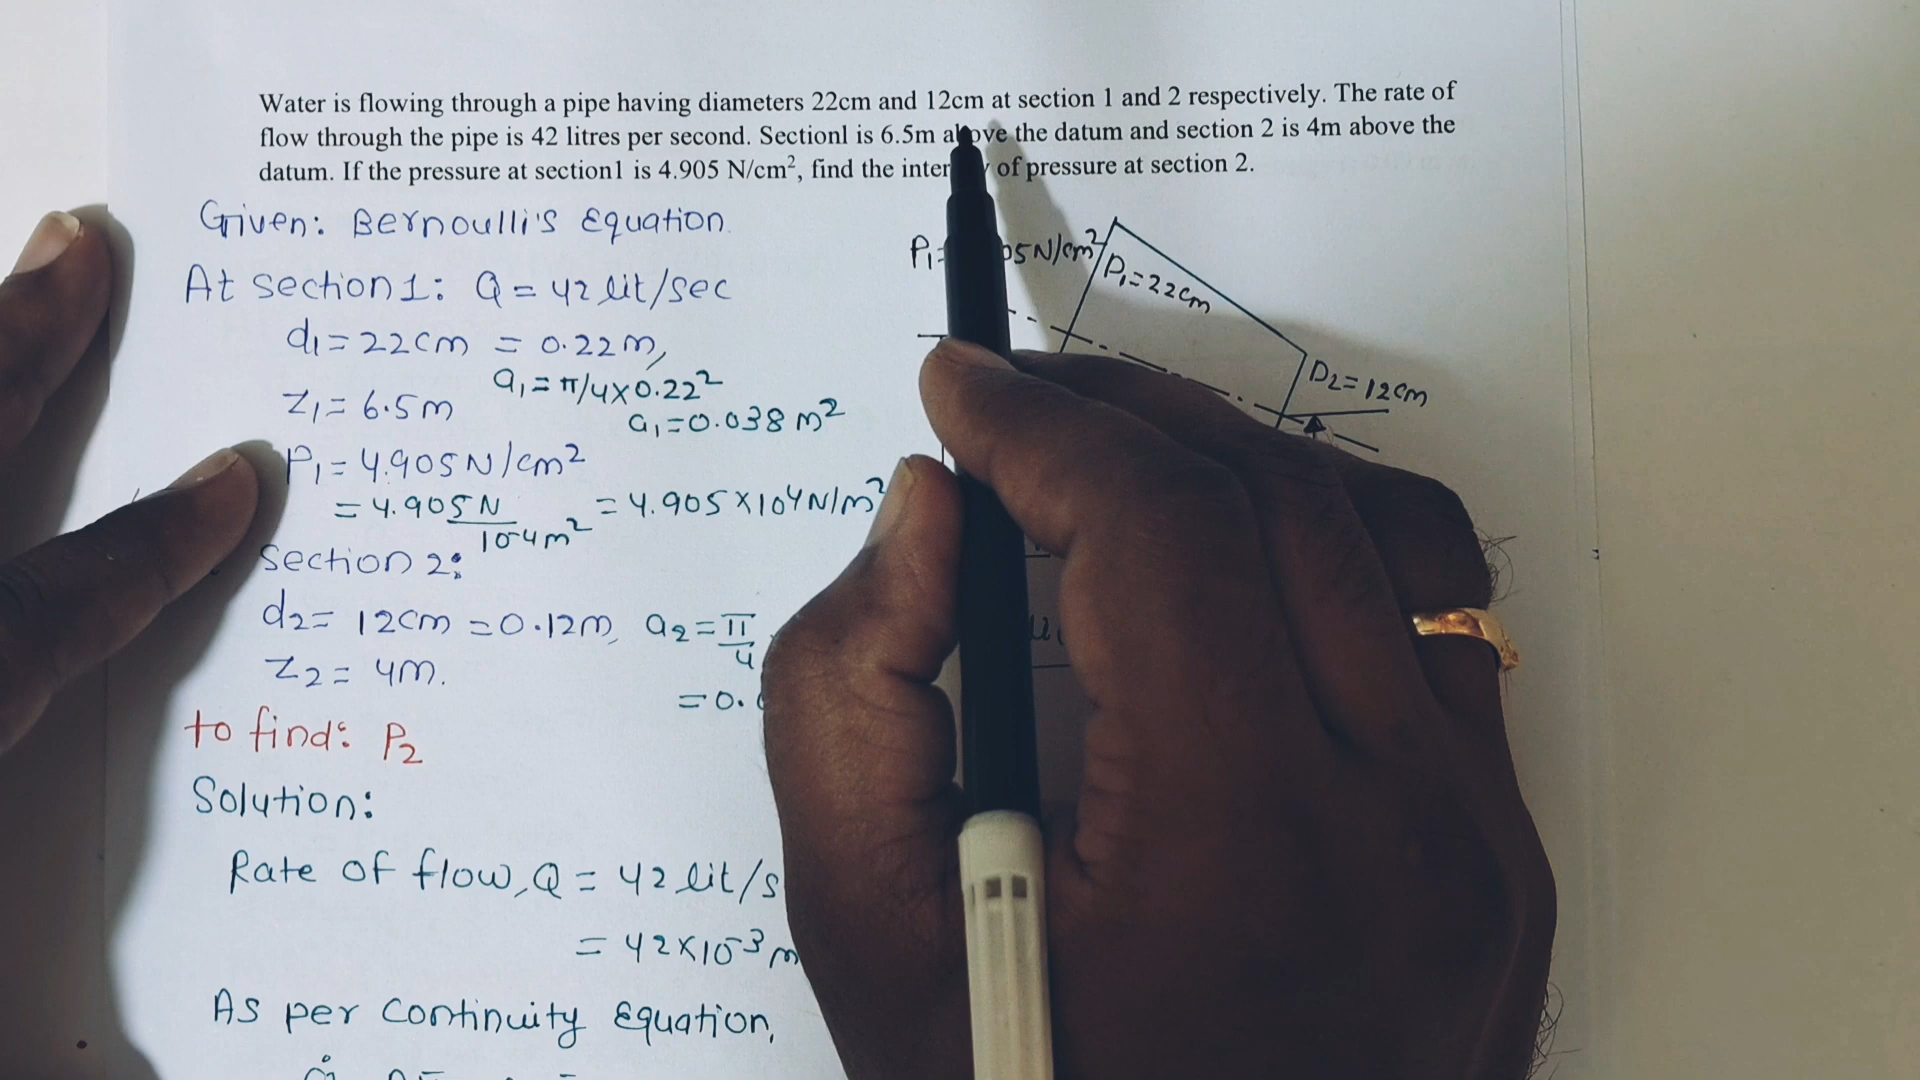 Water is flowing through a pipe having diameters 22cm and 12cm at section 1 and 2 respectively. The rate of
flow through the pipe is 42 litres per second. Section1 is 6.5m above the datum and section 2 is 4m above the
datum. If the pressure at section1 is 4.905 N/cm², find the of pressure at section 2.
Given: Bernoulli's Equation.
At section 1: Q = 42 lit/sec
d₁ = 22cm = 0.22m,
a₁ = π/4 × 0.22²
Z₁ = 6.5m
a₁ = 0.038 m²
P₁ = 4.905 N/cm²
= 4.905 N / 10⁻⁴ m² = 4.905 × 10⁴ N/m²
Section 2:
d₂ = 12cm = 0.12m, a₂ = π/4
Z₂ = 4m.
= 0.
to find: P₂
Solution:
Rate of flow, Q = 42 lit/s
= 42 × 10⁻³ m
As per Continuity Equation,
P₁ = 5 N/cm²
D₁ = 22cm
D₂ = 12cm